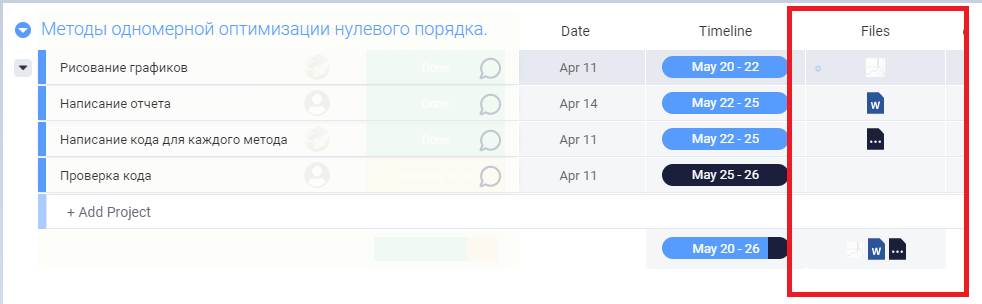 Методы одномерной оптимизации нулевого порядка.
Date Timeline Files
Рисование графиков Done Apr 11 May 20 - 22
Написание отчета Done Apr 14 May 22 - 25 W
Написание кода для каждого метода Done Apr 11 May 22 - 25
Проверка кода Apr 11 May 25 - 26
+ Add Project
May 20 - 26 W